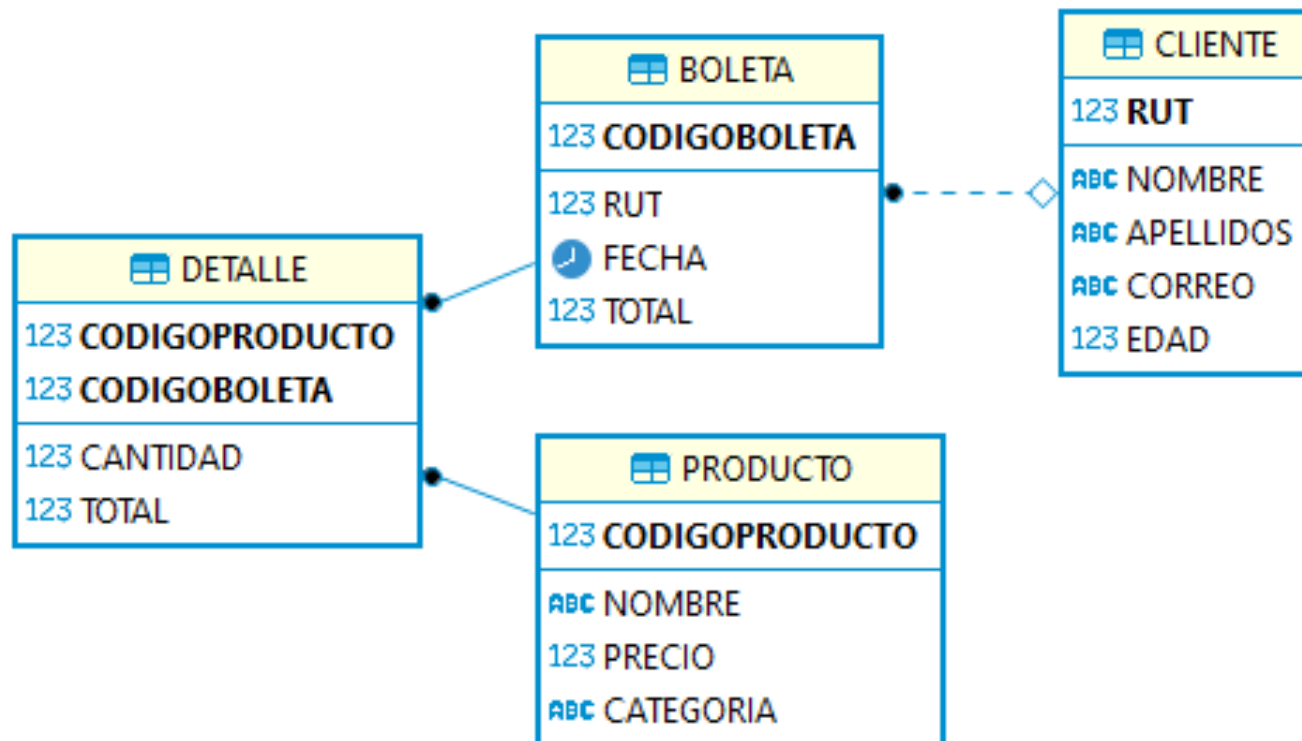 BOLETA
123 CODIGOBOLETA
123 RUT
FECHA
123 TOTAL
CLIENTE
123 RUT
ABC NOMBRE
ABC APELLIDOS
ABC CORREO
123 EDAD
DETALLE
123 CODIGOPRODUCTO
123 CODIGOBOLETA
123 CANTIDAD
123 TOTAL
PRODUCTO
123 CODIGOPRODUCTO
ABC NOMBRE
123 PRECIO
ABC CATEGORIA